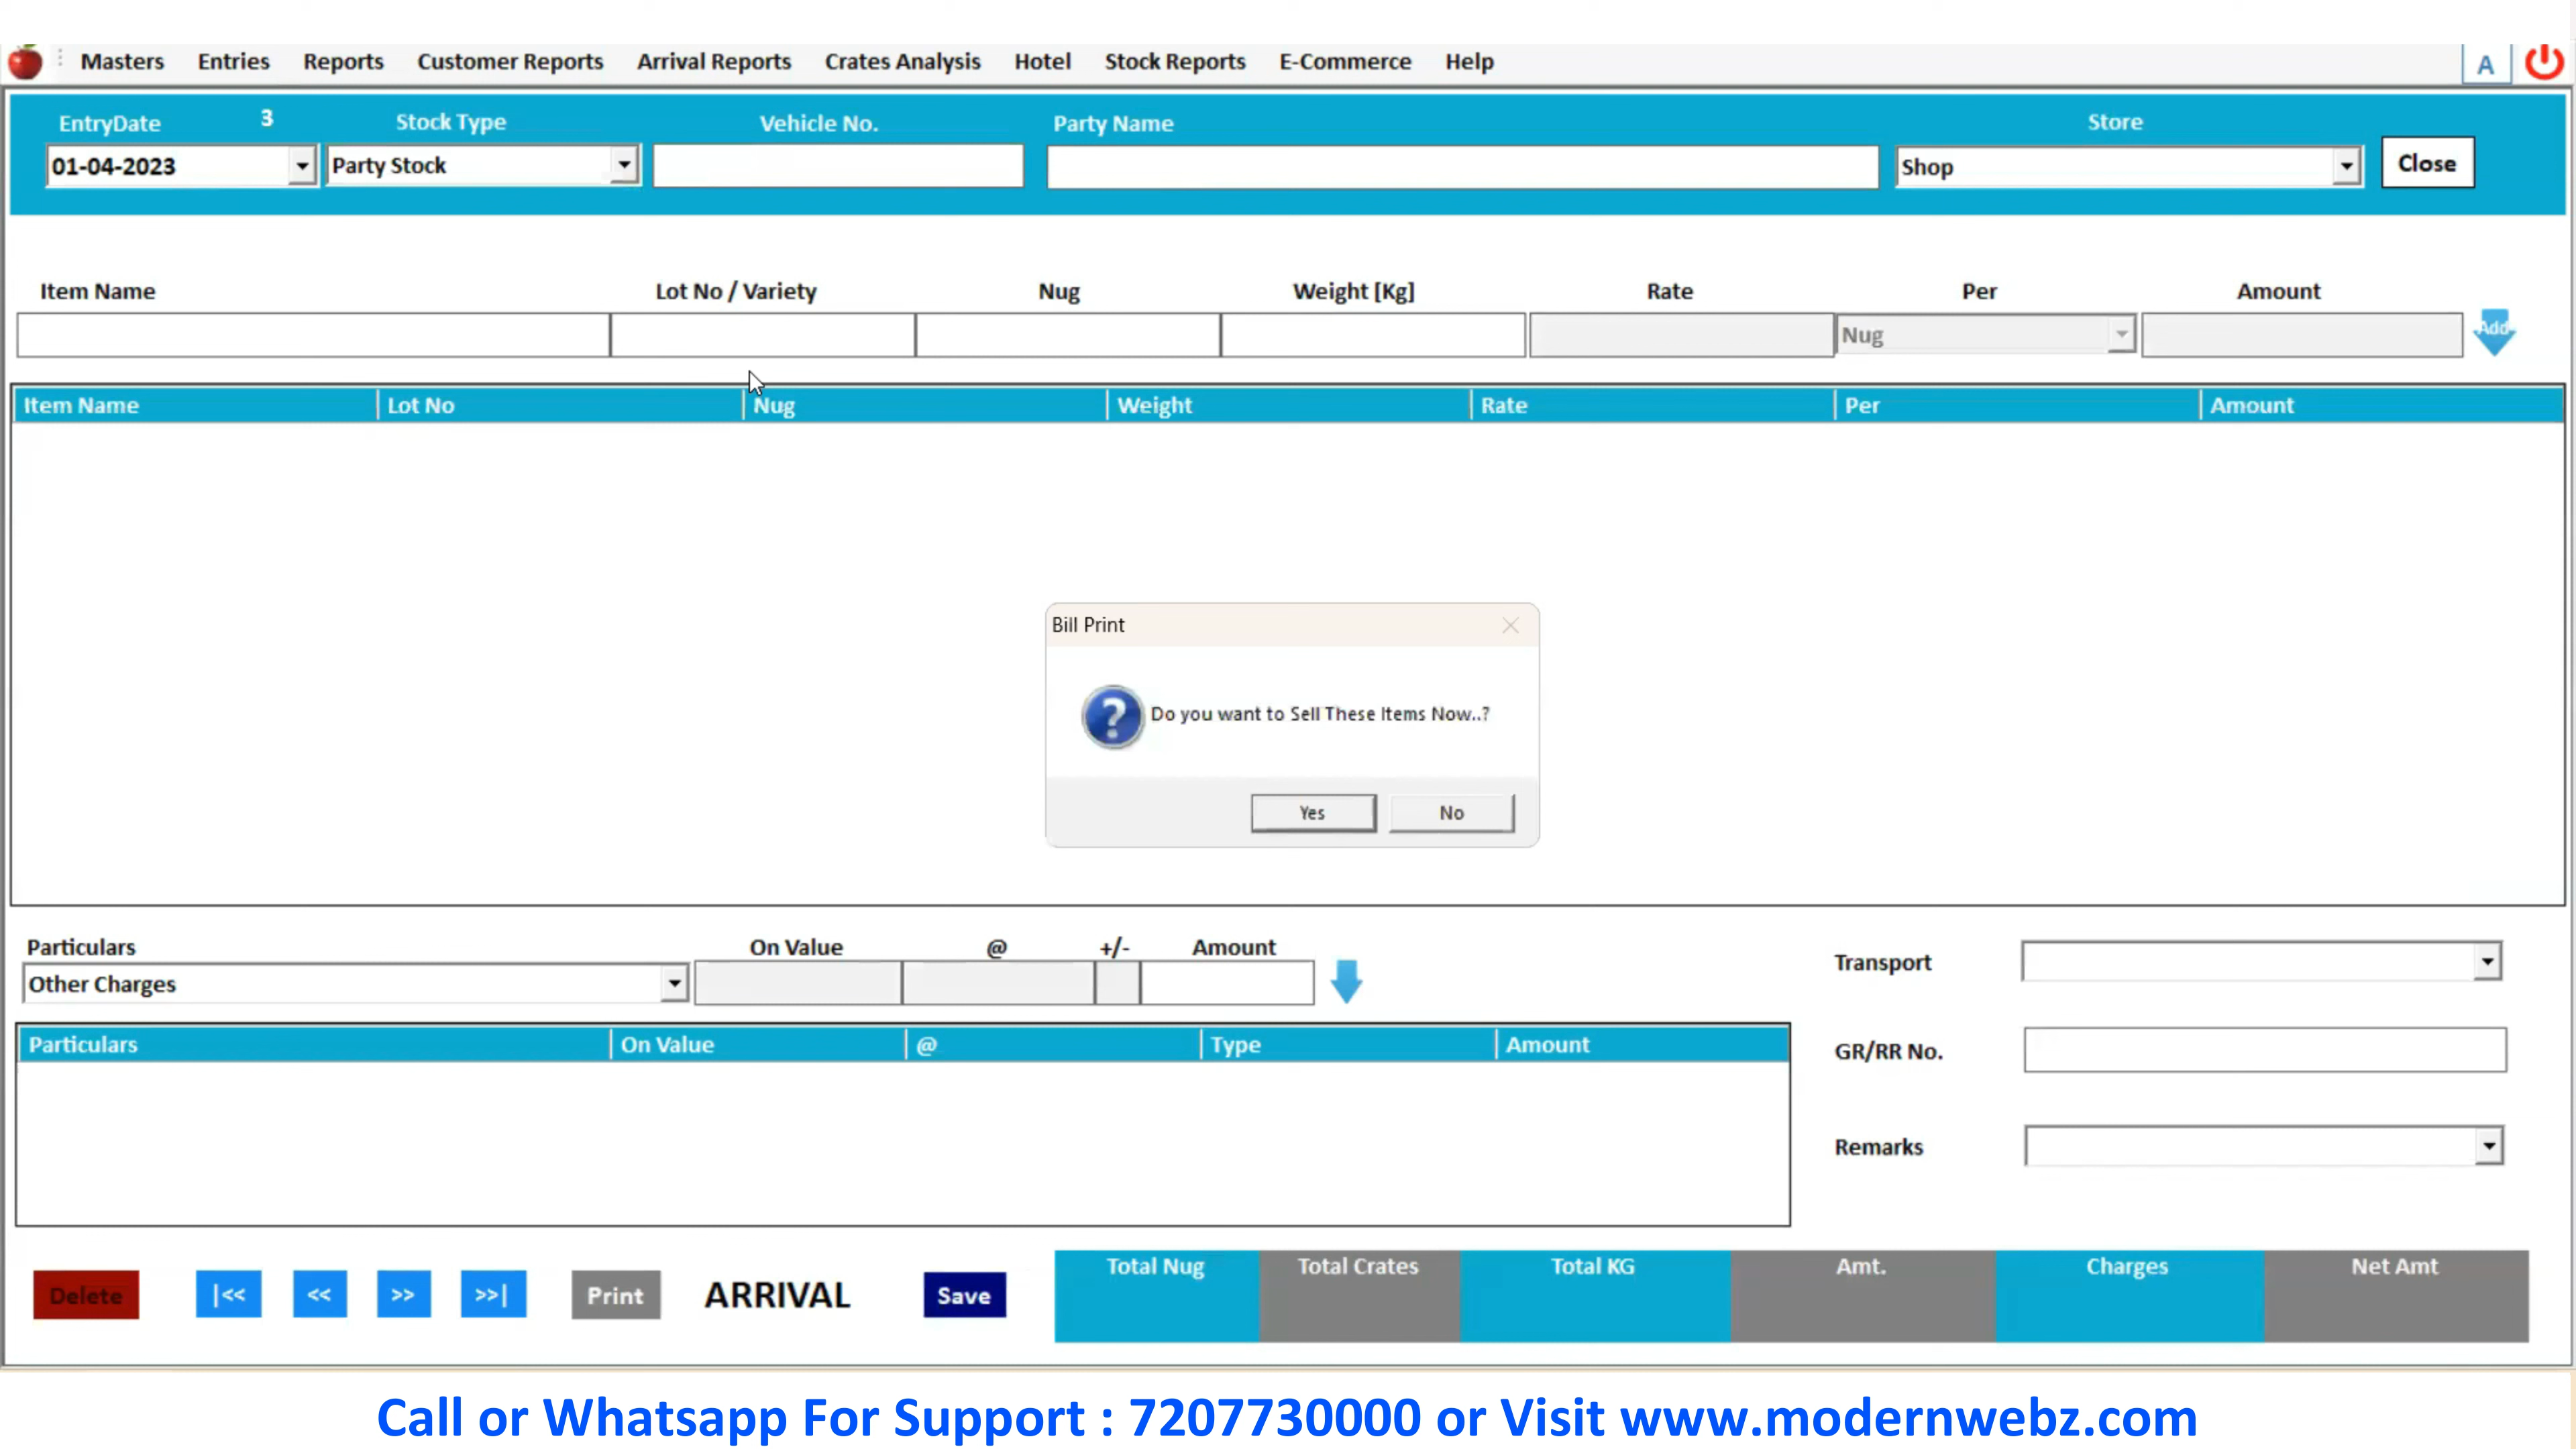 Masters Entries Reports Customer Reports Arrival Reports Crates Analysis Hotel Stock Reports E-Commerce Help A
EntryDate 3 Stock Type Vehicle No. Party Name Store
01-04-2023 Party Stock Shop Close
Item Name Lot No / Variety Nug Weight [Kg] Rate Per Amount
Nug Add
Item Name Lot No Nug Weight Rate Per Amount
Bill Print
Do you want to Sell These Items Now..?
Yes No
Particulars On Value @ +/- Amount
Other Charges
Transport
Particulars On Value @ Type Amount
GR/RR No.
Remarks
Delete |<< << >> >>| Print ARRIVAL Save
Total Nug Total Crates Total KG Amt. Charges Net Amt
Call or Whatsapp For Support : 7207730000 or Visit www.modernwebz.com